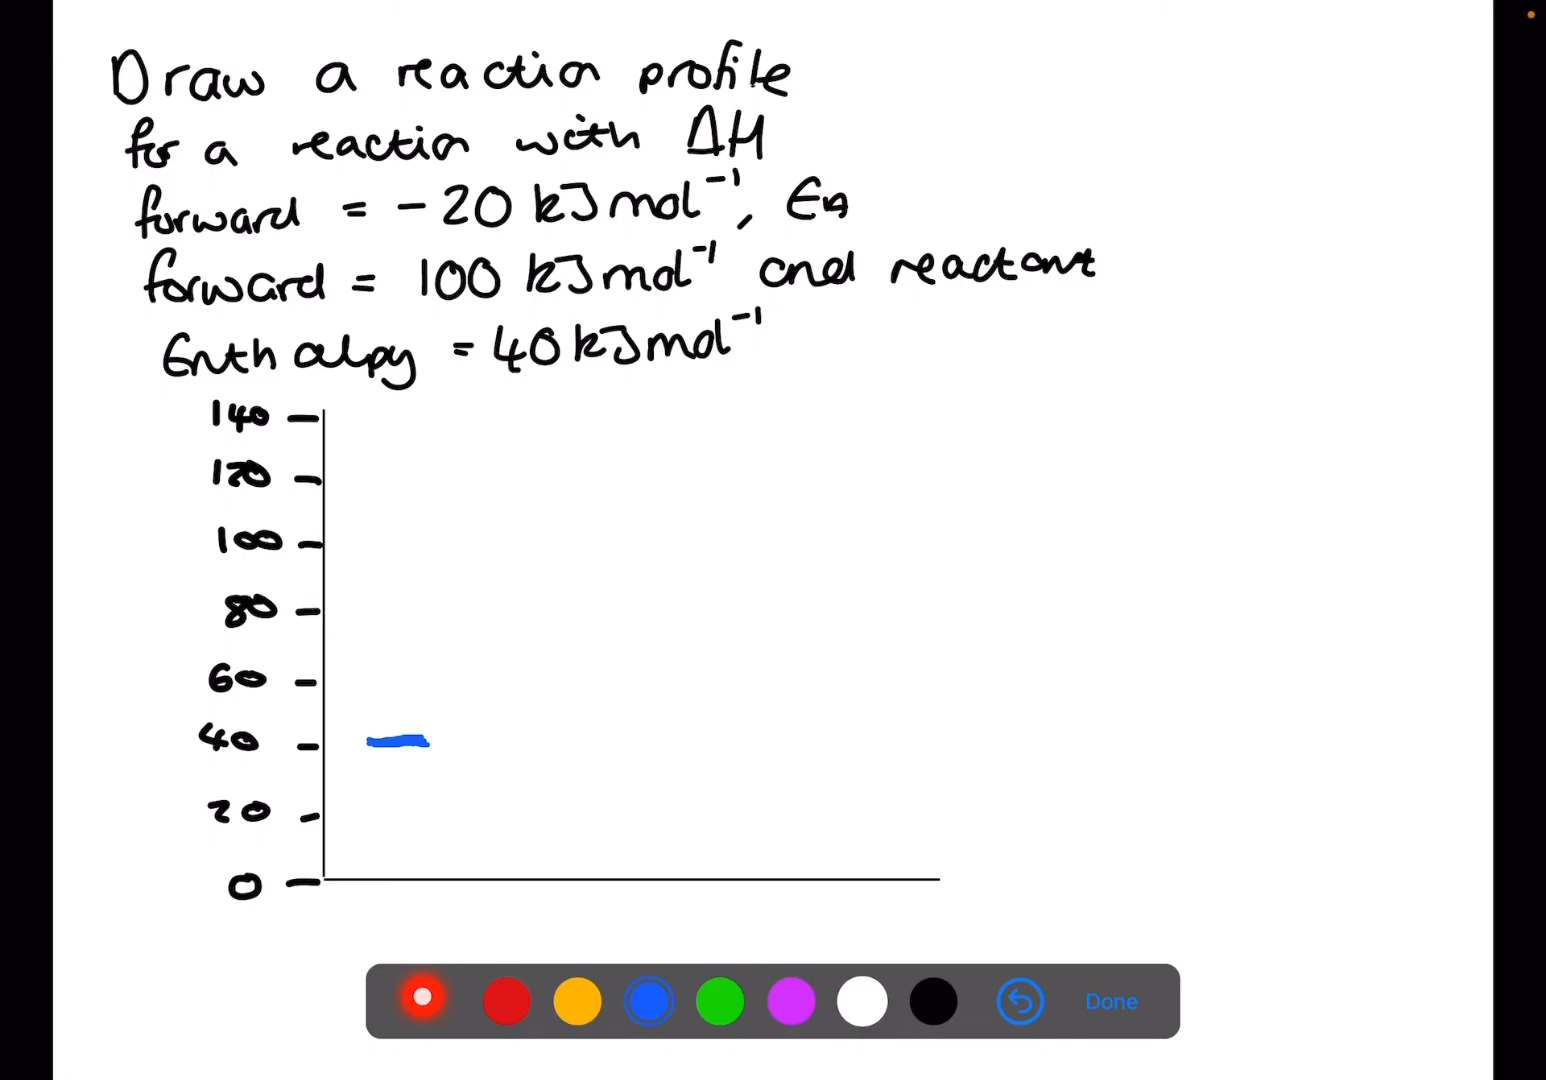 Draw a reaction profile
for a reaction with ΔH
forward = -20 kJ mol⁻¹, EA
forward = 100 kJ mol⁻¹ and reactant
Enthalpy = 40 kJ mol⁻¹
140
120
100
80
60
40
20
0
Done